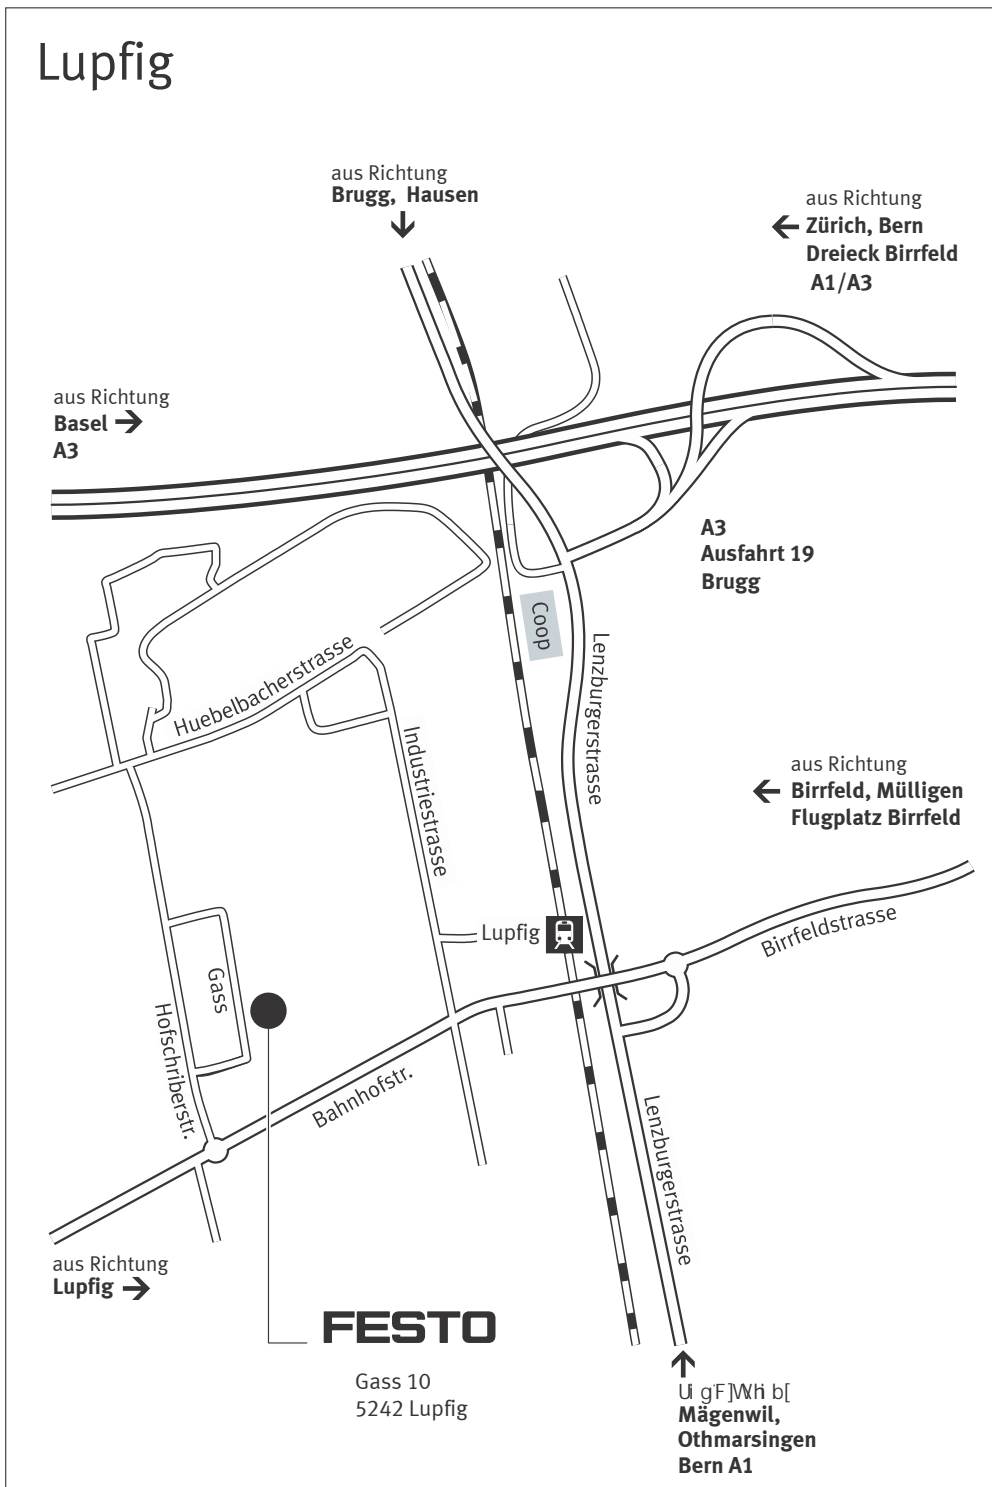 Lupfig
aus Richtung
Brugg, Hausen
aus Richtung
Zürich, Bern
Dreieck Birrfeld
A1/A3
aus Richtung
Basel
A3
A3
Ausfahrt 19
Brugg
Coop
Lenzburgerstrasse
Huebelbacherstrasse
Industriestrasse
aus Richtung
Birrfeld, Mülligen
Flugplatz Birrfeld
Lupfig
Birrfeldstrasse
Gass
Hofschriberstr.
Bahnhofstr.
Lenzburgerstrasse
aus Richtung
Lupfig
FESTO
Gass 10
5242 Lupfig
Mägenwil,
Othmarsingen
Bern A1